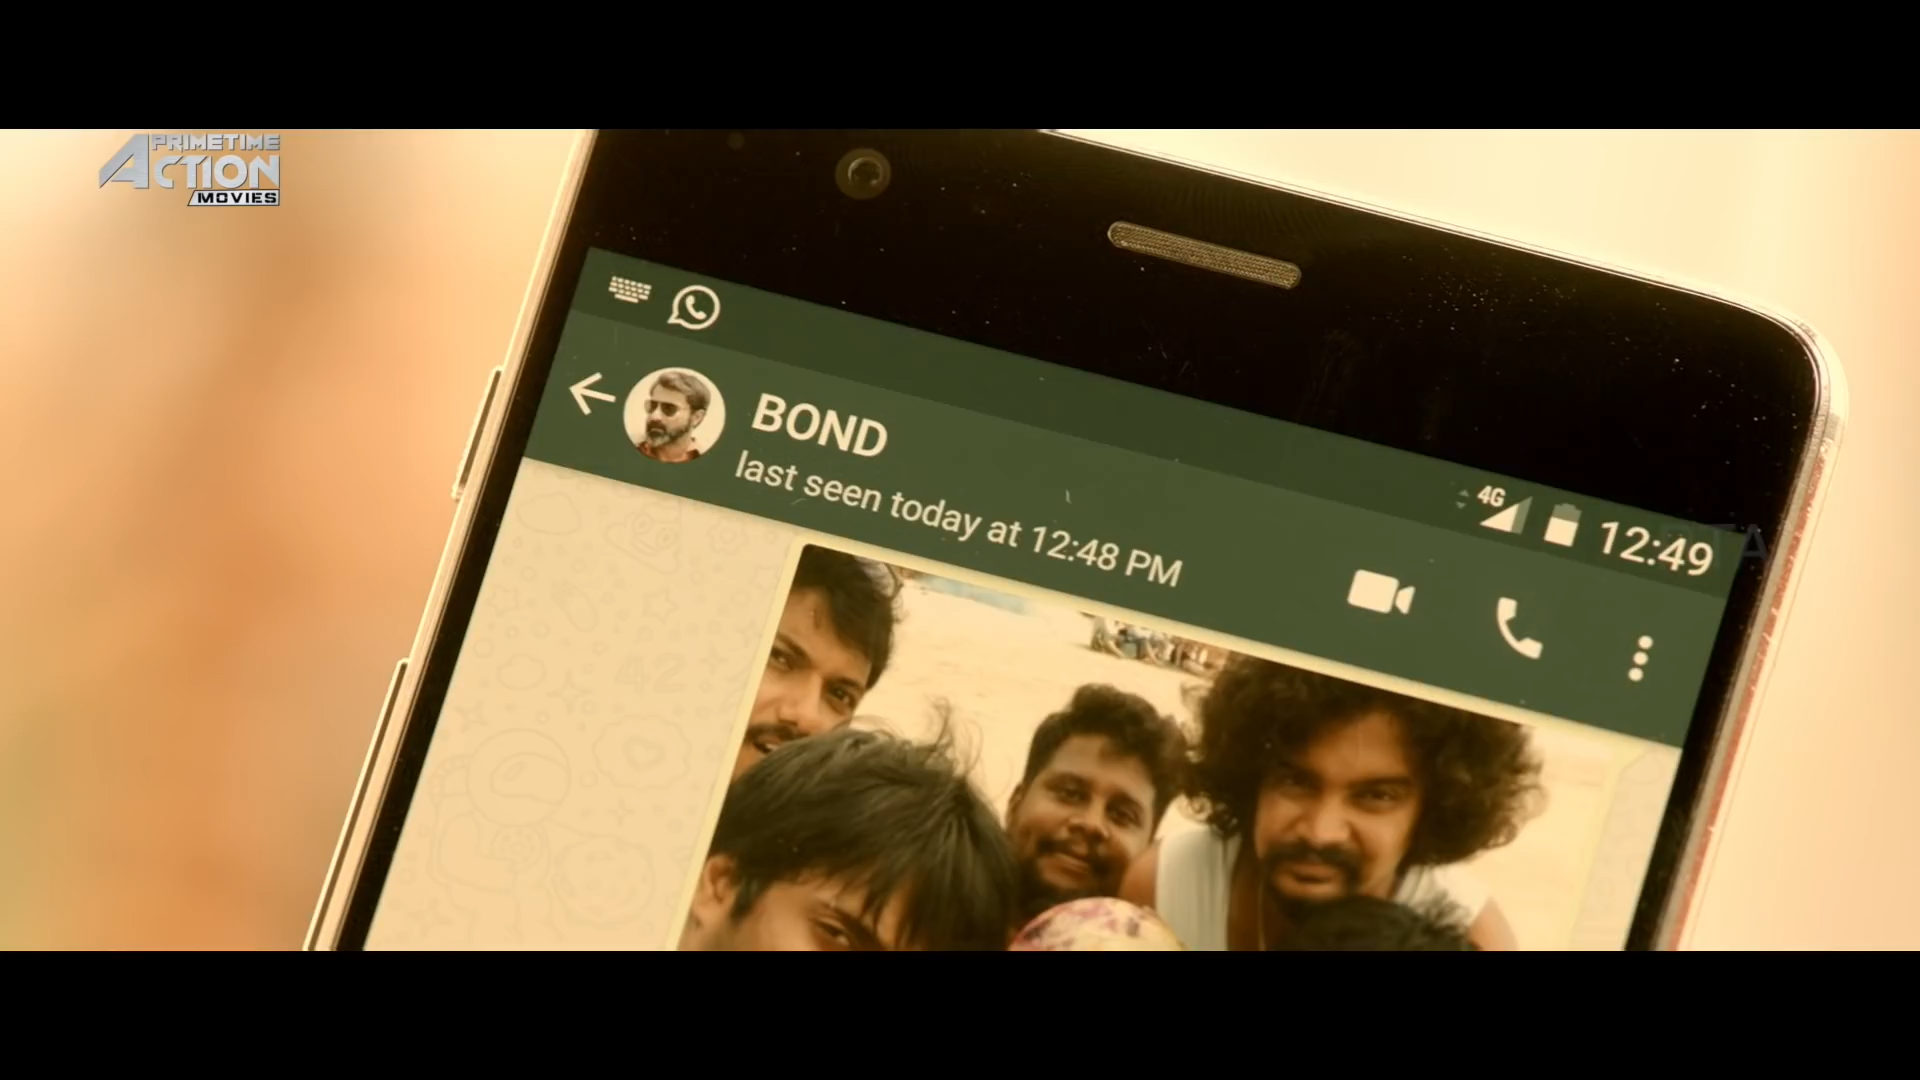 PRIMETIME
ACTION
MOVIES
BOND
last seen today at 12:48 PM
4G
12:49